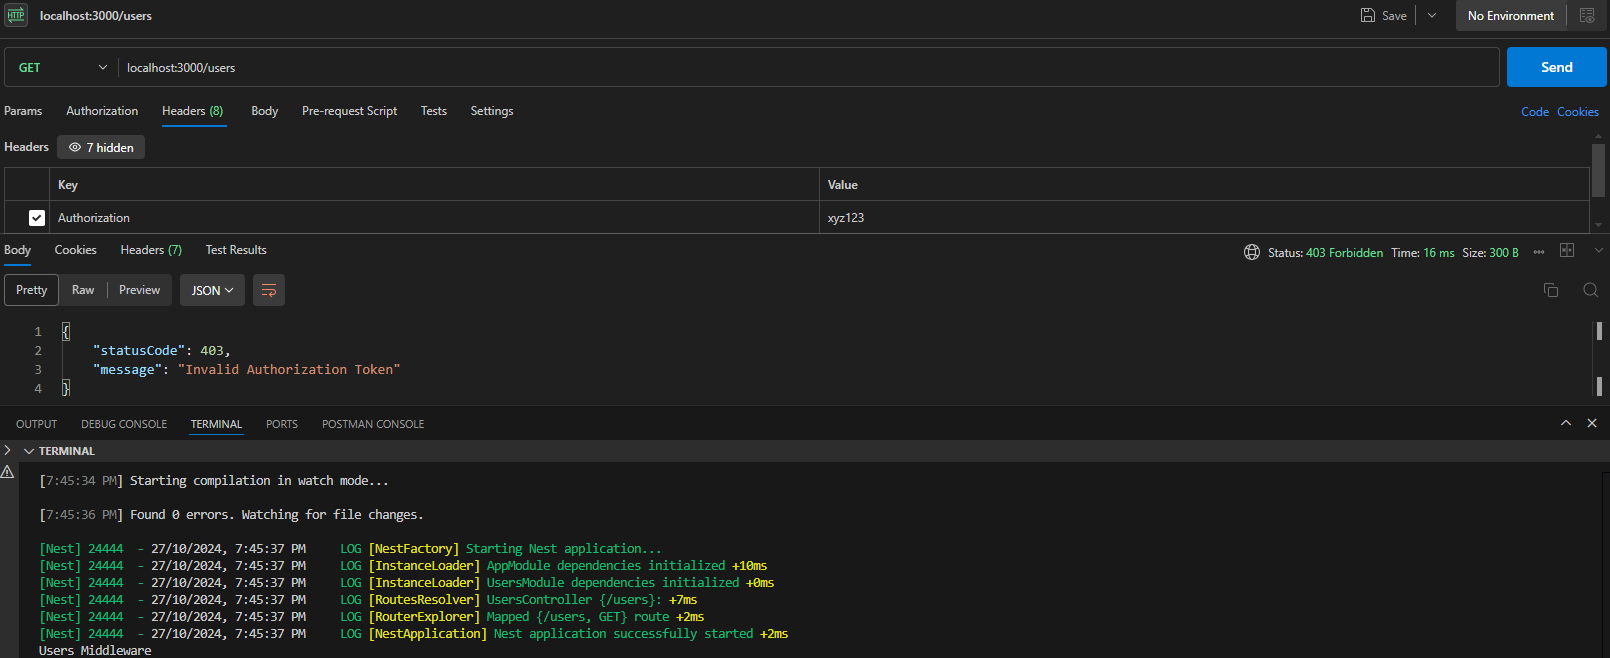 HTTP localhost:3000/users Save No Environment
GET localhost:3000/users Send
Params Authorization Headers (8) Body Pre-request Script Tests Settings Code Cookies
Headers 7 hidden
Key Value
Authorization xyz123
Body Cookies Headers (7) Test Results Status: 403 Forbidden Time: 16 ms Size: 300 B
Pretty Raw Preview JSON
1 {
2 "statusCode": 403,
3 "message": "Invalid Authorization Token"
4 }
OUTPUT DEBUG CONSOLE TERMINAL PORTS POSTMAN CONSOLE
TERMINAL
[7:45:34 PM] Starting compilation in watch mode...
[7:45:36 PM] Found 0 errors. Watching for file changes.
[Nest] 24444 - 27/10/2024, 7:45:37 PM LOG [NestFactory] Starting Nest application...
[Nest] 24444 - 27/10/2024, 7:45:37 PM LOG [InstanceLoader] AppModule dependencies initialized +10ms
[Nest] 24444 - 27/10/2024, 7:45:37 PM LOG [InstanceLoader] UsersModule dependencies initialized +0ms
[Nest] 24444 - 27/10/2024, 7:45:37 PM LOG [RoutesResolver] UsersController {/users}: +7ms
[Nest] 24444 - 27/10/2024, 7:45:37 PM LOG [RouterExplorer] Mapped {/users, GET} route +2ms
[Nest] 24444 - 27/10/2024, 7:45:37 PM LOG [NestApplication] Nest application successfully started +2ms
Users Middleware